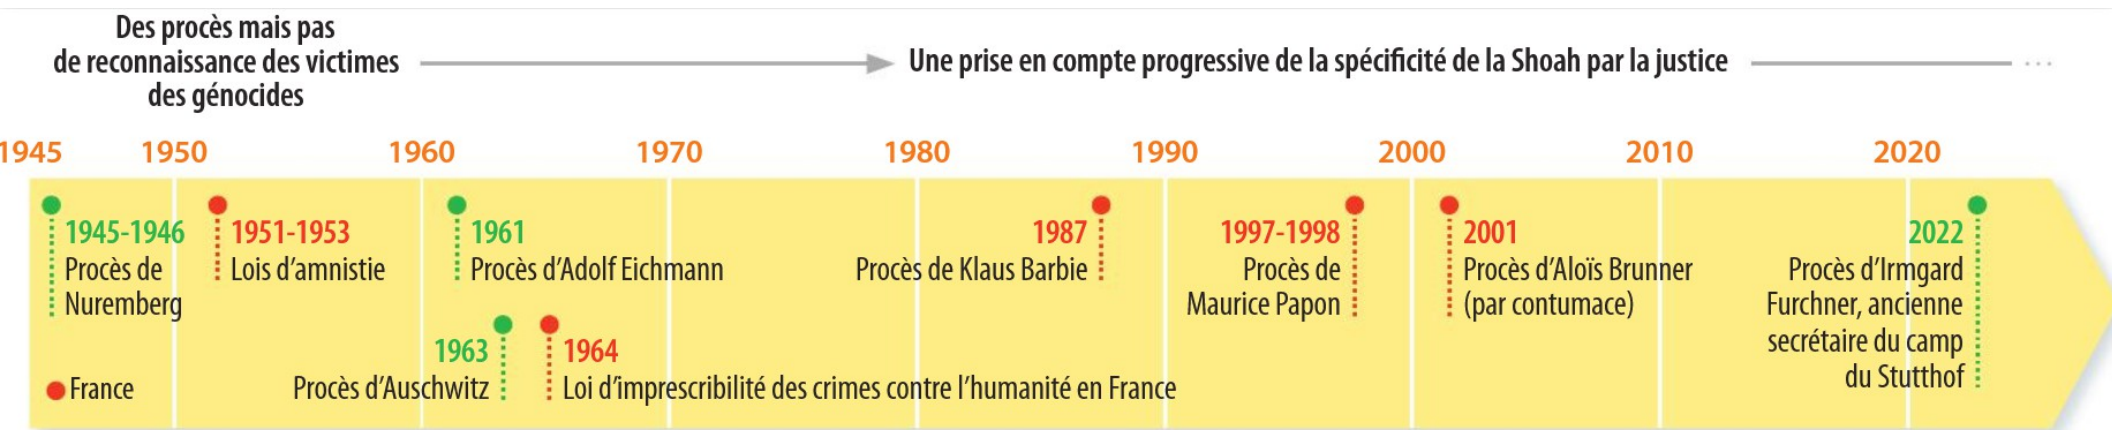 Des procès mais pas
de reconnaissance des victimes
des génocides
Une prise en compte progressive de la spécificité de la Shoah par la justice
1945
1950
1960
1970
1980
1990
2000
2010
2020
1945-1946
Procès de
Nuremberg
1951-1953
Lois d’amnistie
1961
Procès d’Adolf Eichmann
1963
Procès d’Auschwitz
1964
Loi d’imprescribilité des crimes contre l’humanité en France
1987
Procès de Klaus Barbie
1997-1998
Procès de
Maurice Papon
2001
Procès d’Aloïs Brunner
(par contumace)
2022
Procès d’Irmgard
Furchner, ancienne
secrétaire du camp
du Stutthof
France